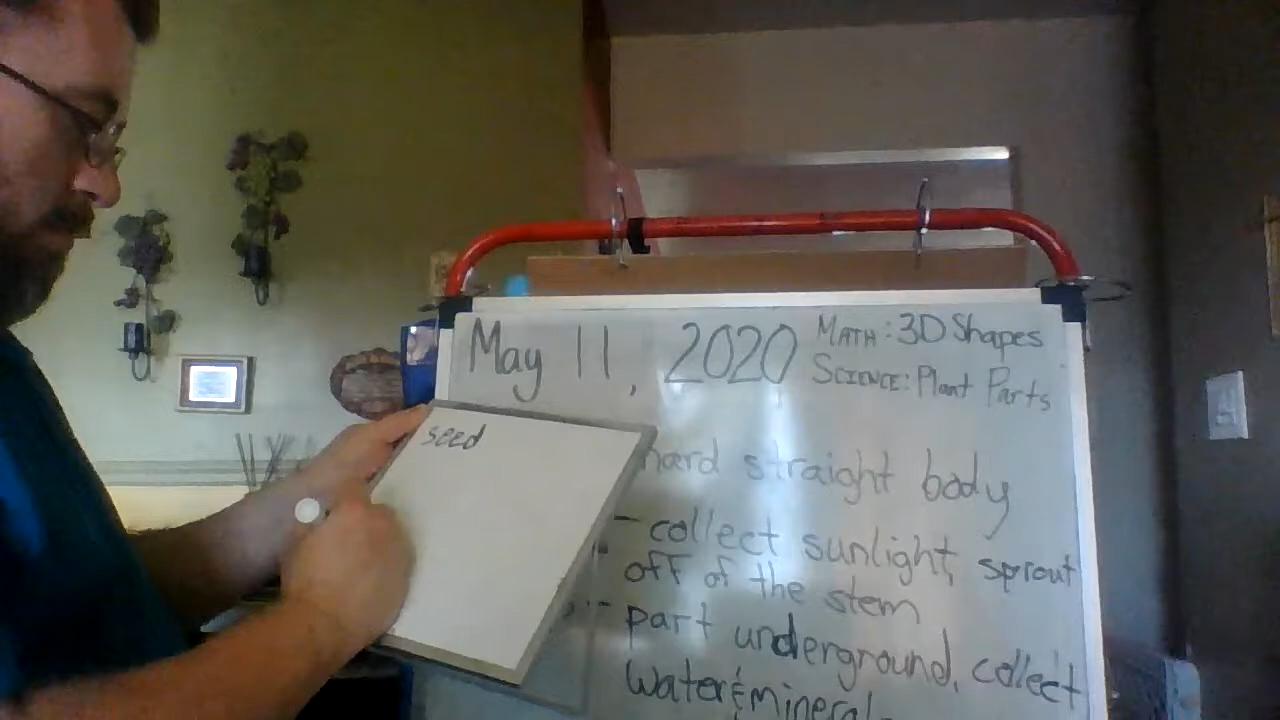 May 11, 2020
MATH: 3D Shapes
SCIENCE: Plant Parts
seed
hard straight body
- collect sunlight, sprout
off of the stem
- part underground, collect
water & mineral